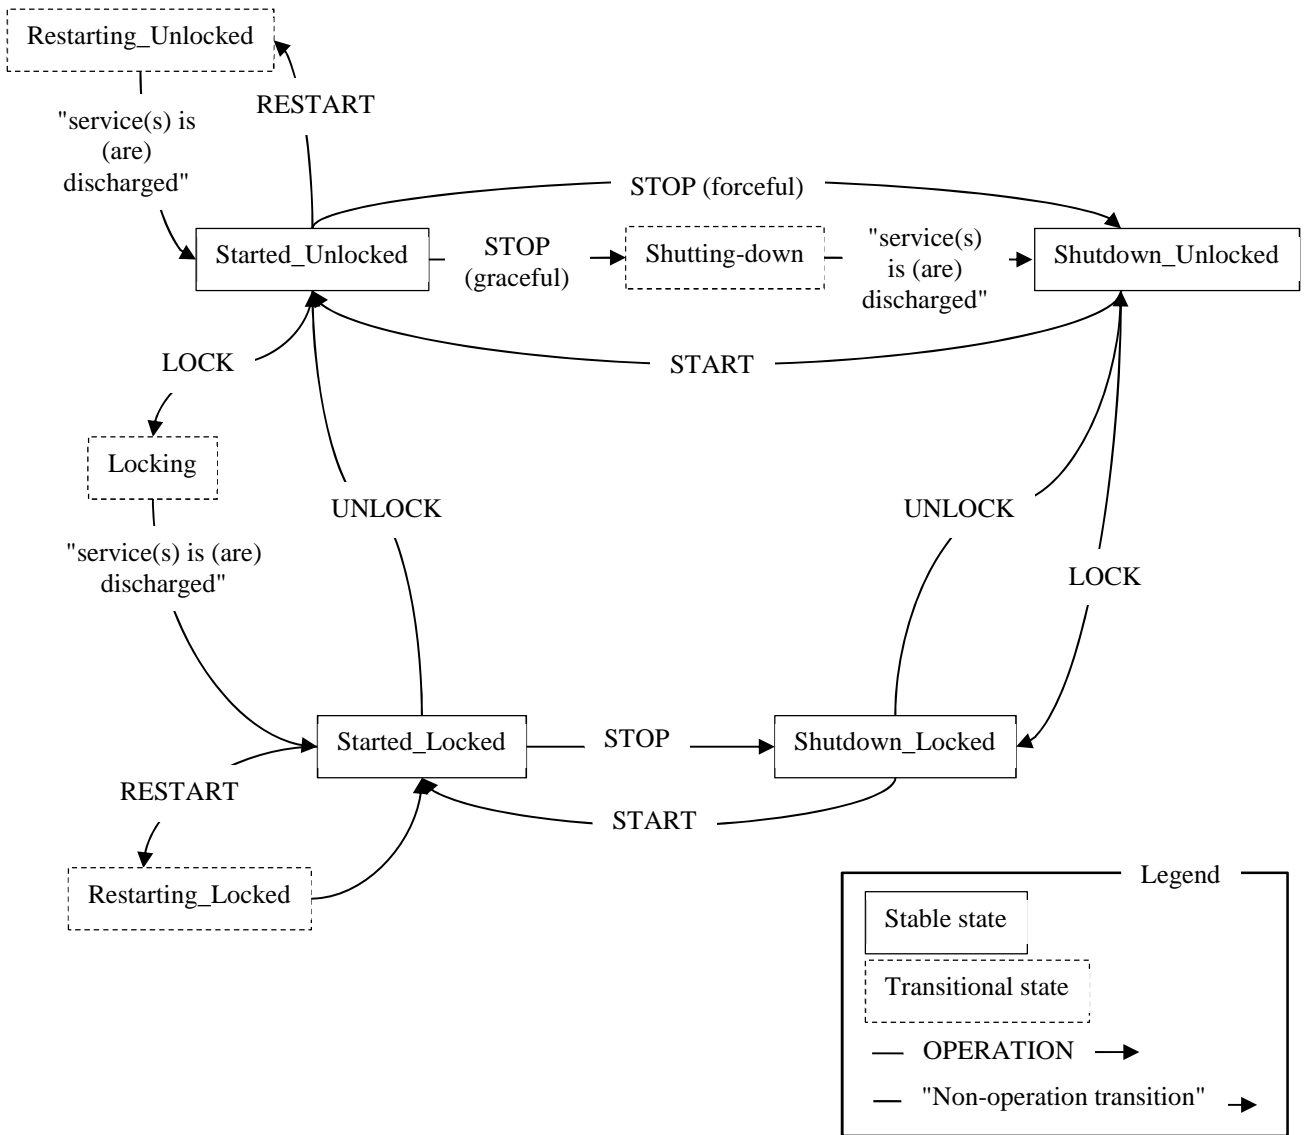 Restarting_Unlocked
RESTART
"service(s) is
(are)
discharged"
STOP (forceful)
Started_Unlocked
STOP
(graceful)
Shutting-down
"service(s)
is (are)
discharged"
Shutdown_Unlocked
LOCK
START
Locking
UNLOCK
UNLOCK
"service(s) is (are)
discharged"
LOCK
Started_Locked
STOP
Shutdown_Locked
RESTART
START
Restarting_Locked
Legend
Stable state
Transitional state
OPERATION
"Non-operation transition"